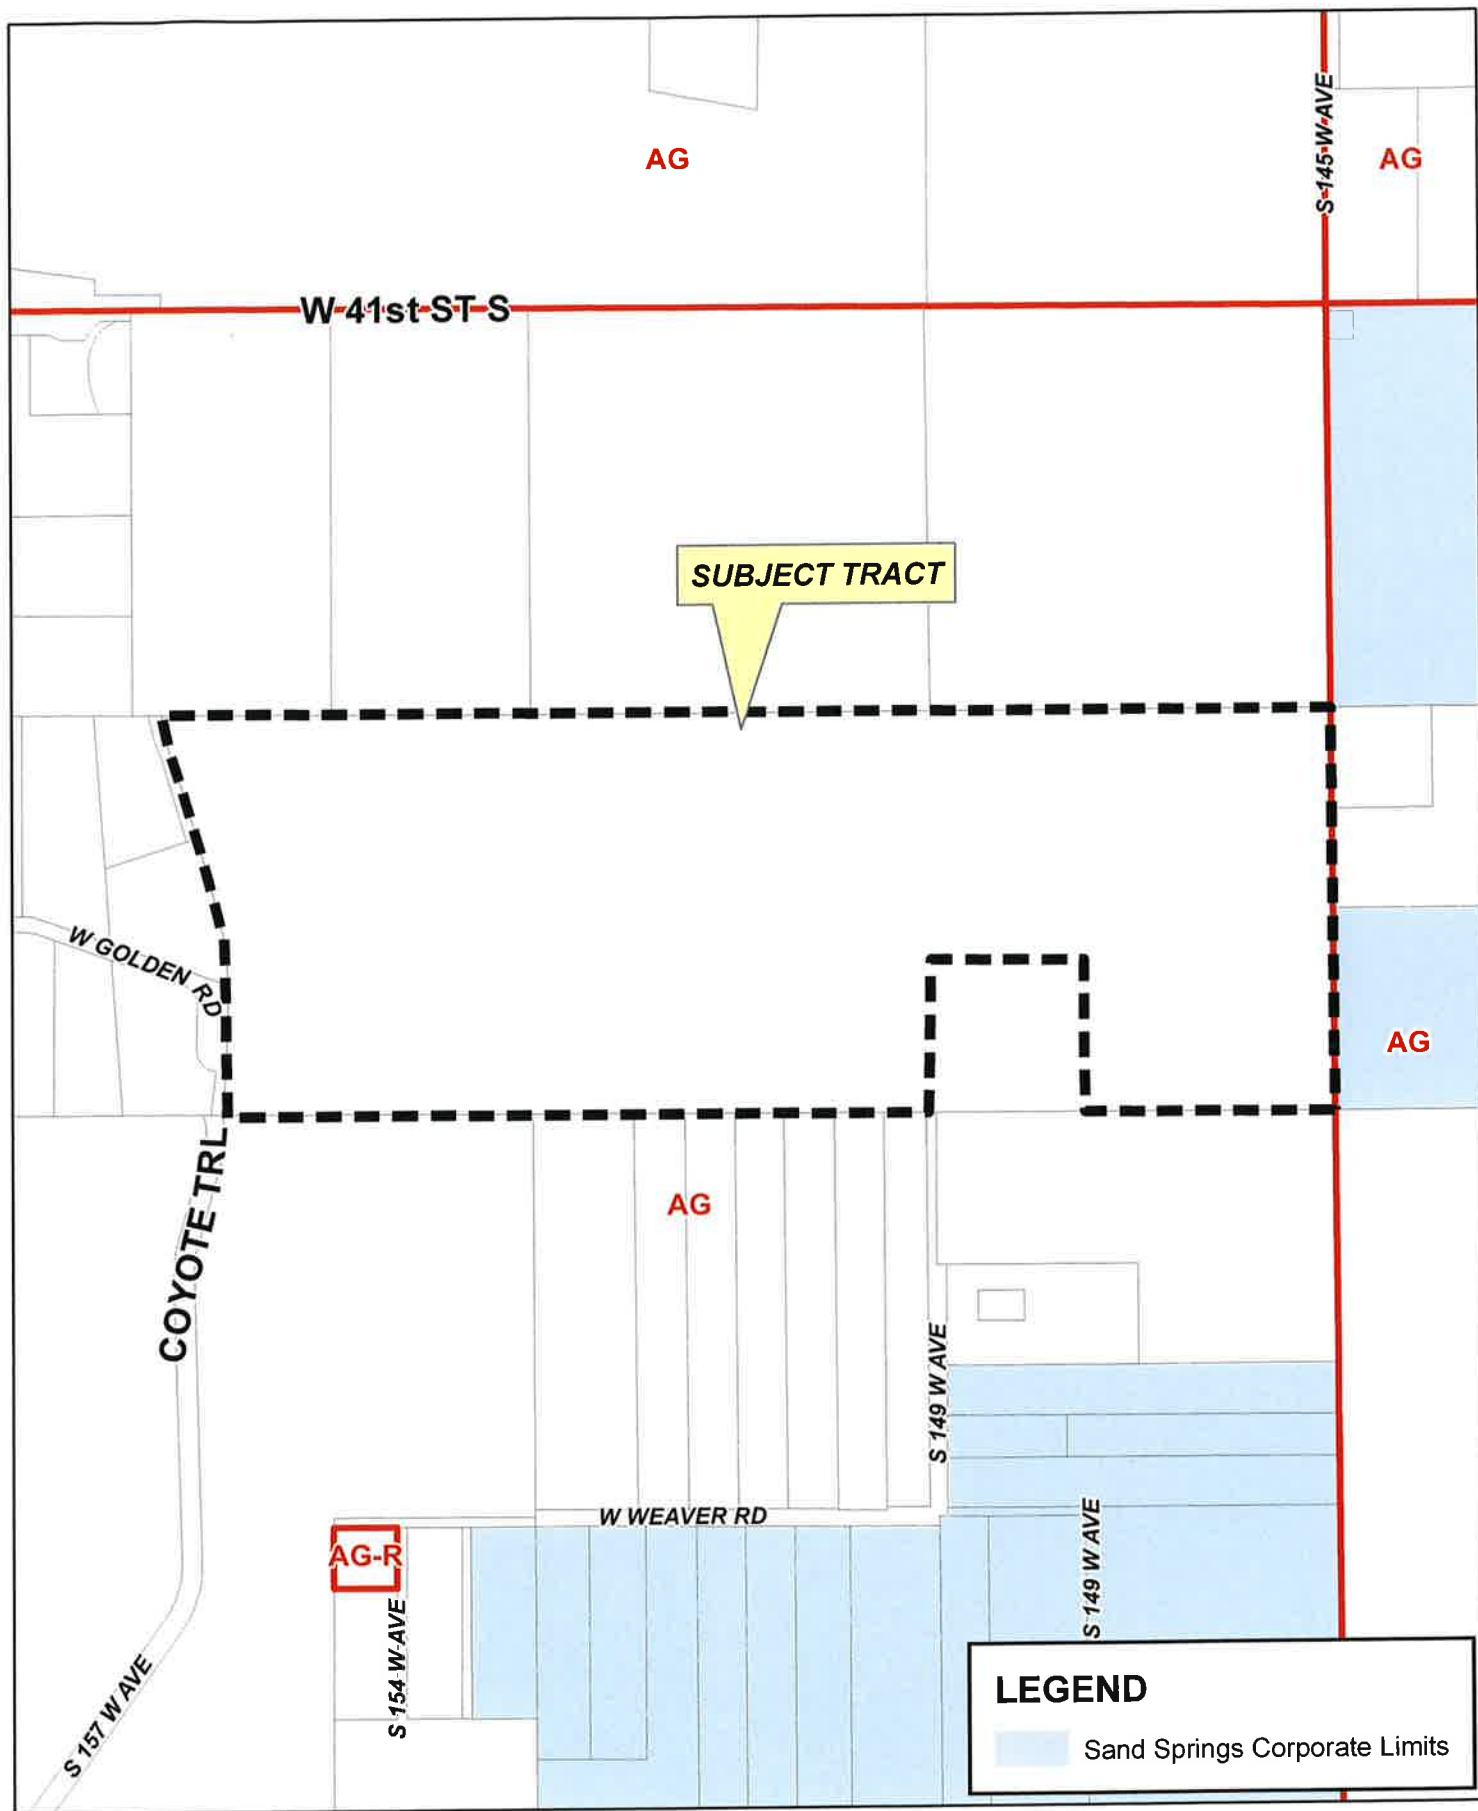 AG
S 145 W AVE
AG
W 41st ST S
SUBJECT TRACT
W GOLDEN RD
AG
COYOTE TRL
AG
S 149 W AVE
W WEAVER RD
AG-R
S 149 W AVE
S 154 W AVE
S 157 W AVE
LEGEND
Sand Springs Corporate Limits